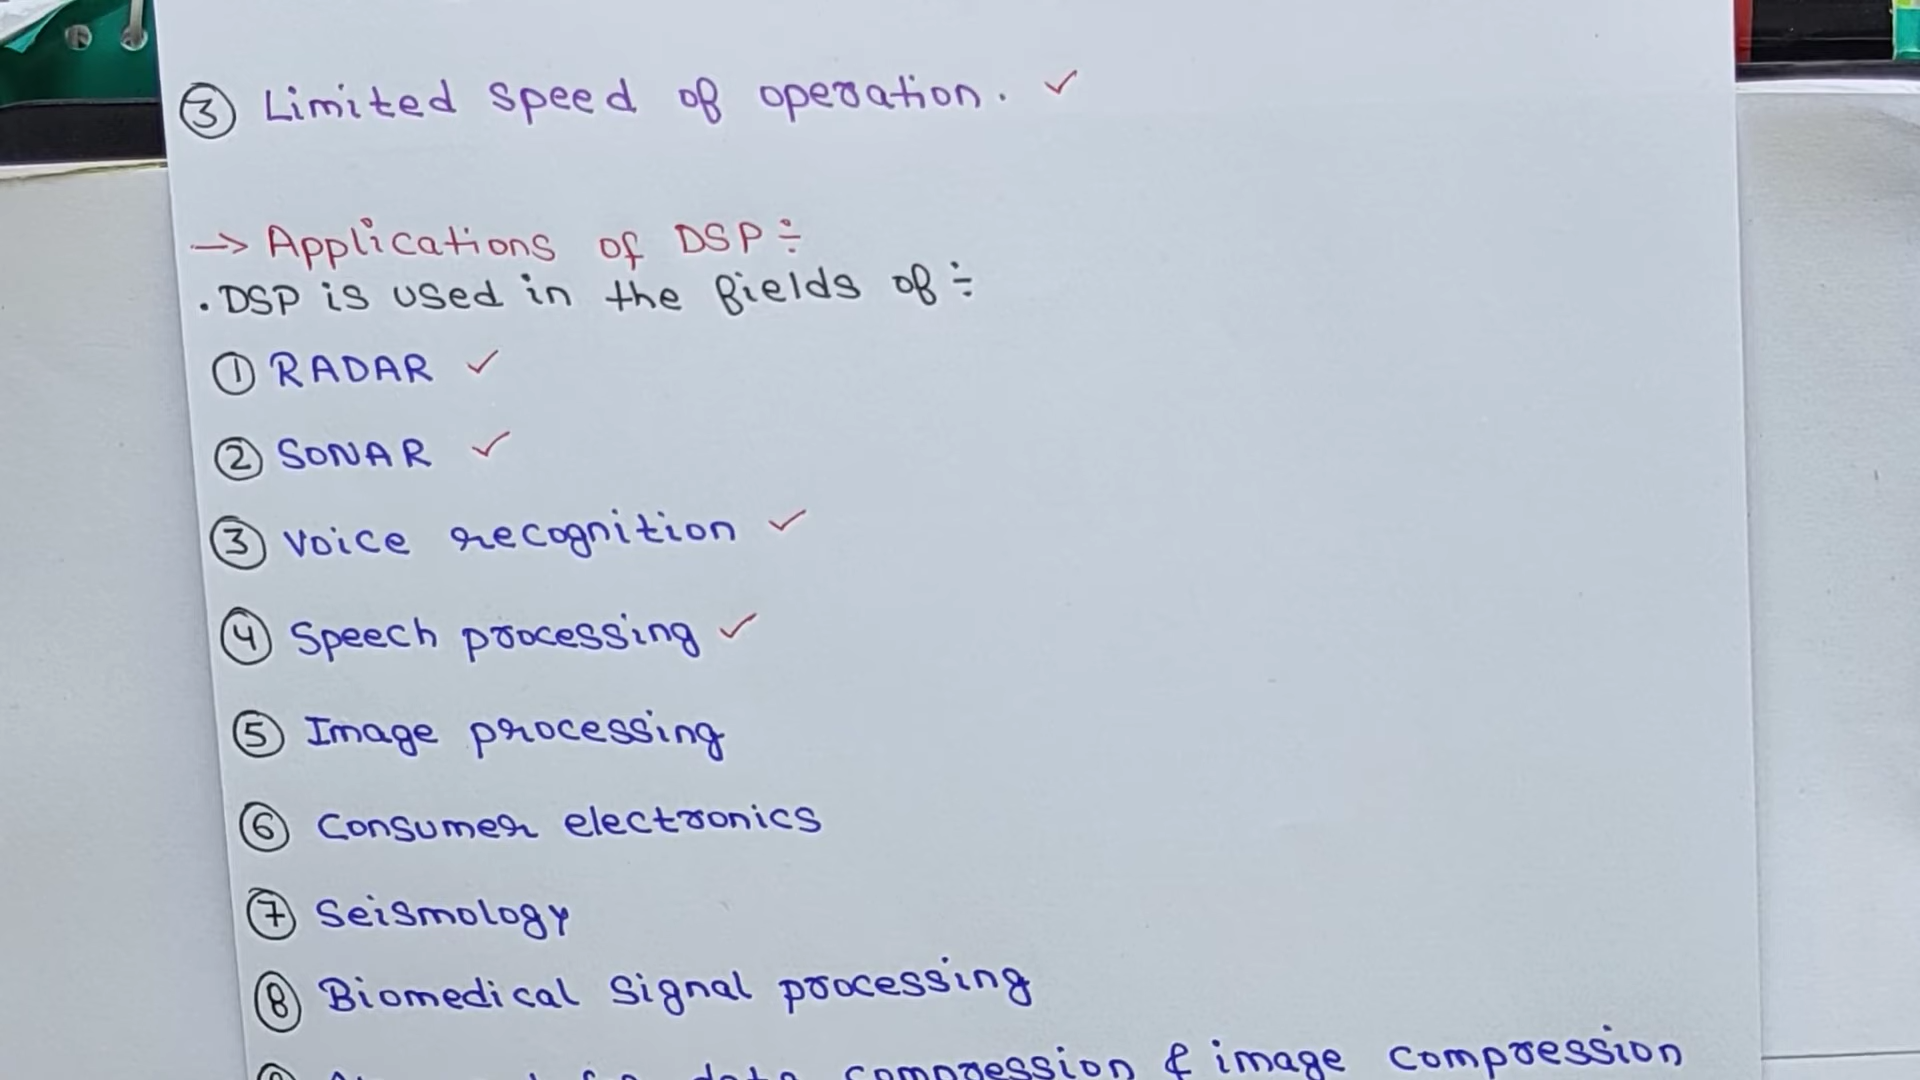 ③ Limited speed of operation. ✓
→ Applications of DSP ÷
. DSP is used in the fields of ÷
① RADAR ✓
② SONAR ✓
③ Voice recognition ✓
④ Speech processing ✓
⑤ Image processing
⑥ Consumer electronics
⑦ Seismology
⑧ Biomedical signal processing
data compression & image compression